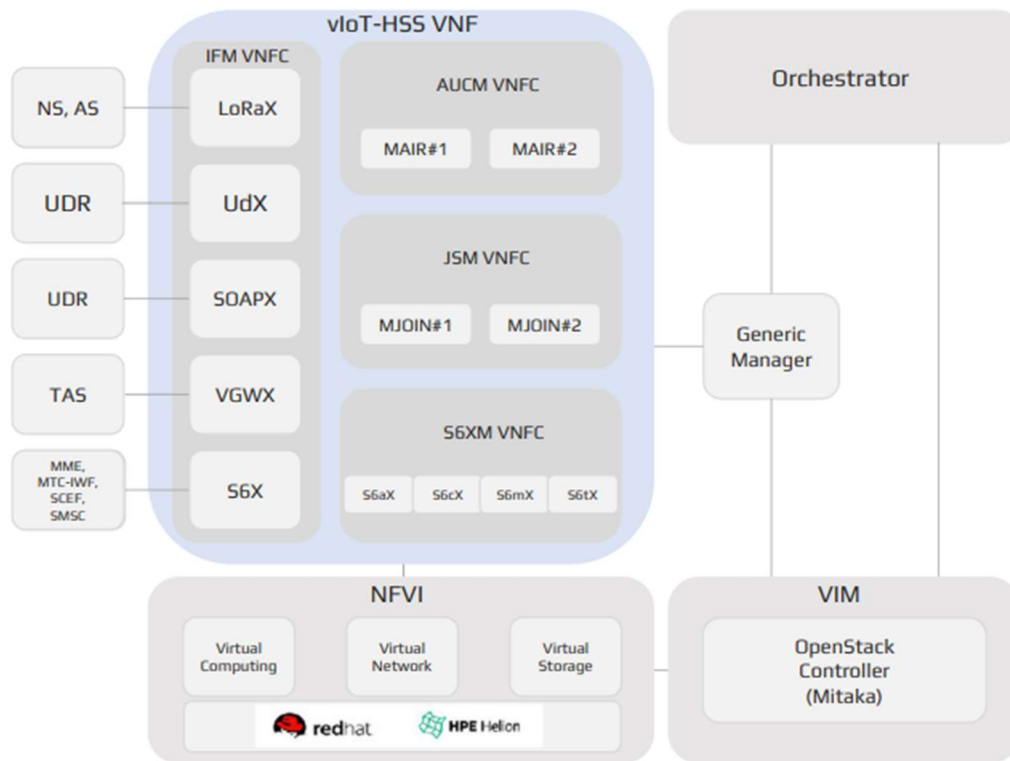 vIoT-HSS VNF
IFM VNFC
NS, AS
LoRaX
UDR
UdX
UDR
SOAPX
TAS
VGWX
MME,
MTC-IWF,
SCEF,
SMSC
S6X
AUCM VNFC
MAIR#1
MAIR#2
JSM VNFC
MJOIN#1
MJOIN#2
S6XM VNFC
S6aX
S6cX
S6mX
S6tX
Orchestrator
Generic
Manager
NFVI
Virtual
Computing
Virtual
Network
Virtual
Storage
redhat.
HPE Helion
VIM
OpenStack
Controller
(Mitaka)